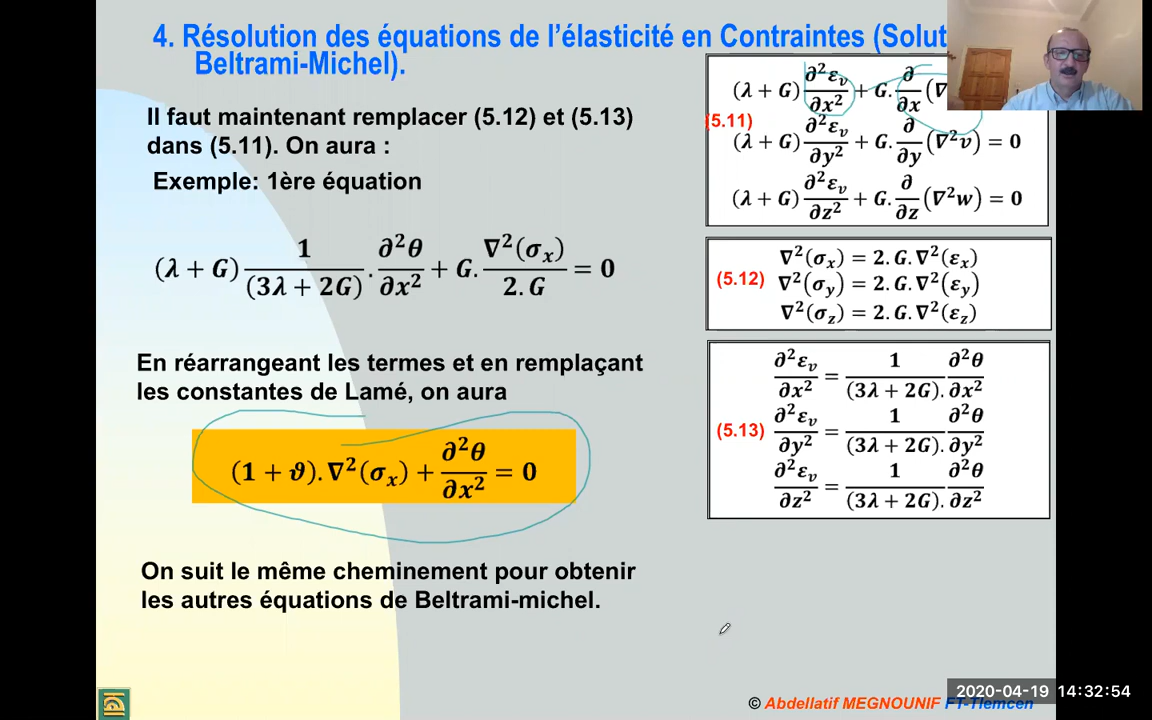 4. Résolution des équations de l’élasticité en Contraintes (Solut
Beltrami-Michel).
Il faut maintenant remplacer (5.12) et (5.13)
dans (5.11). On aura :
Exemple: 1ère équation
(λ + G) 1/(3λ + 2G) . ∂²θ/∂x² + G. ∇²(σₓ)/2.G = 0
En réarrangeant les termes et en remplaçant
les constantes de Lamé, on aura
(1 + ϑ). ∇²(σₓ) + ∂²θ/∂x² = 0
On suit le même cheminement pour obtenir
les autres équations de Beltrami-michel.
(λ + G) ∂²εᵥ/∂x² + G. ∂/∂x (∇
(5.11)
(λ + G) ∂²εᵥ/∂y² + G. ∂/∂y (∇²v) = 0
(λ + G) ∂²εᵥ/∂z² + G. ∂/∂z (∇²w) = 0
∇²(σₓ) = 2. G. ∇²(εₓ)
(5.12) ∇²(σ_y) = 2. G. ∇²(ε_y)
∇²(σ_z) = 2. G. ∇²(ε_z)
∂²εᵥ/∂x² = 1/(3λ + 2G). ∂²θ/∂x²
(5.13) ∂²εᵥ/∂y² = 1/(3λ + 2G). ∂²θ/∂y²
∂²εᵥ/∂z² = 1/(3λ + 2G). ∂²θ/∂z²
2020-04-19 14:32:54
© Abdellatif MEGNOUNIF FT-Tlemcen